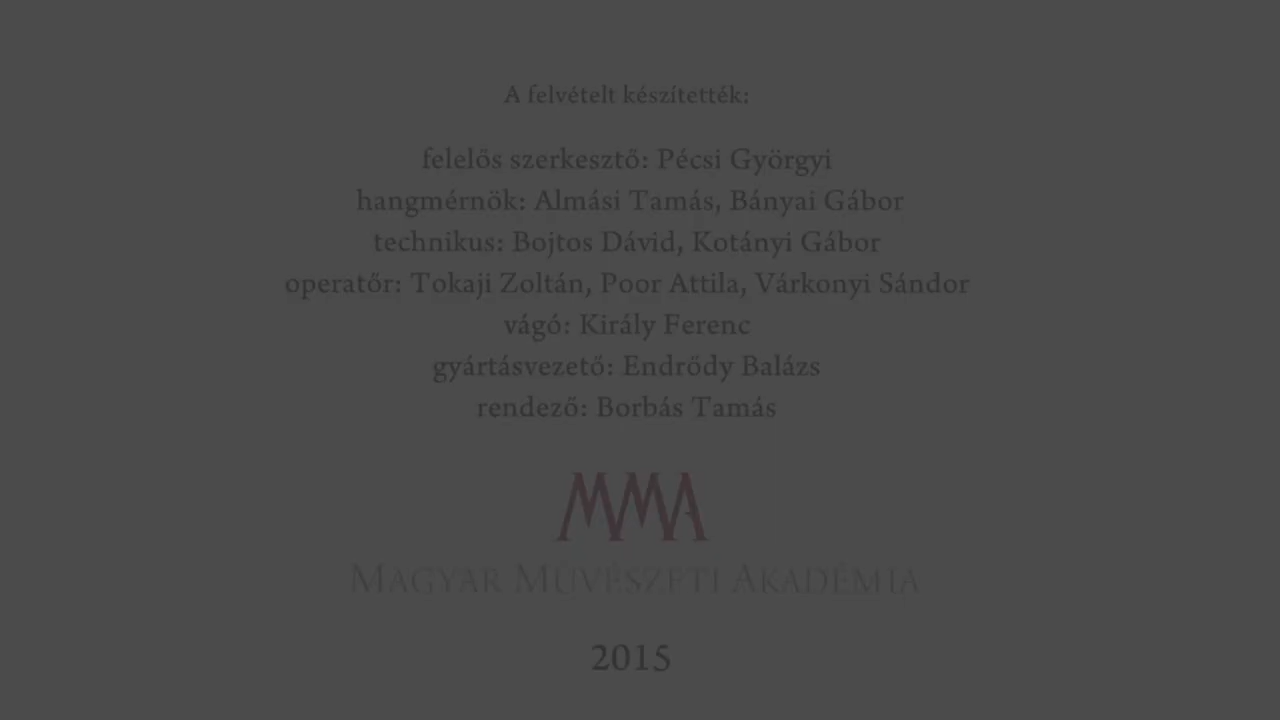 A felvételt készítették:
felelős szerkesztő: Pécsi Györgyi
hangmérnök: Almási Tamás, Bányai Gábor
technikus: Bojtos Dávid, Kotányi Gábor
operatőr: Tokaji Zoltán, Poor Attila, Várkonyi Sándor
vágó: Király Ferenc
gyártásvezető: Endrődy Balázs
rendező: Borbás Tamás
MMA
MAGYAR MŰVÉSZETI AKADÉMIA
2015